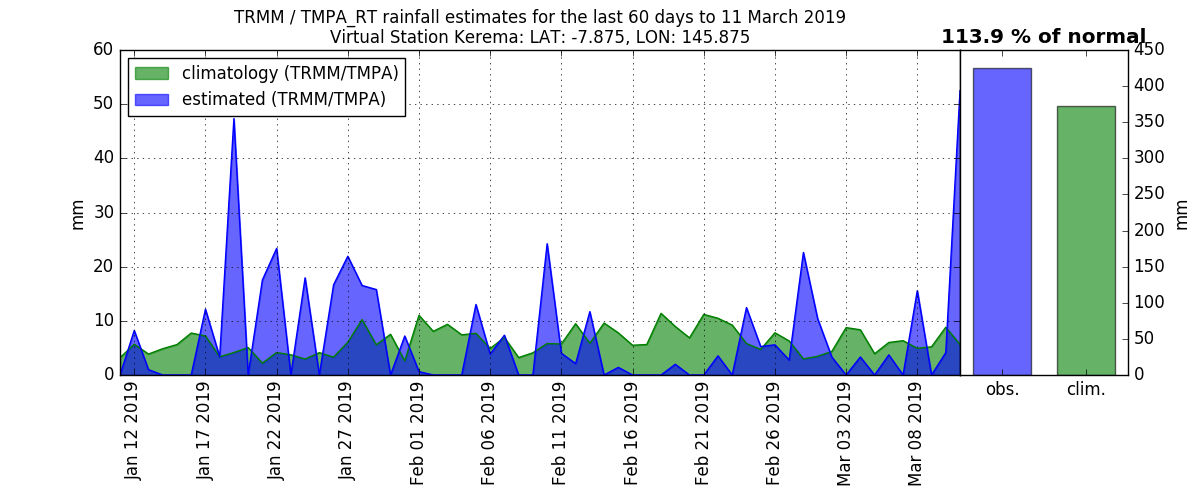 TRMM / TMPA_RT rainfall estimates for the last 60 days to 11 March 2019
Virtual Station Kerema: LAT: -7.875, LON: 145.875
113.9 % of normal
climatology (TRMM/TMPA)
estimated (TRMM/TMPA)
60
50
40
30
20
10
0
mm
Jan 12 2019
Jan 17 2019
Jan 22 2019
Jan 27 2019
Feb 01 2019
Feb 06 2019
Feb 11 2019
Feb 16 2019
Feb 21 2019
Feb 26 2019
Mar 03 2019
Mar 08 2019
obs.
clim.
450
400
350
300
250
200
150
100
50
0
mm